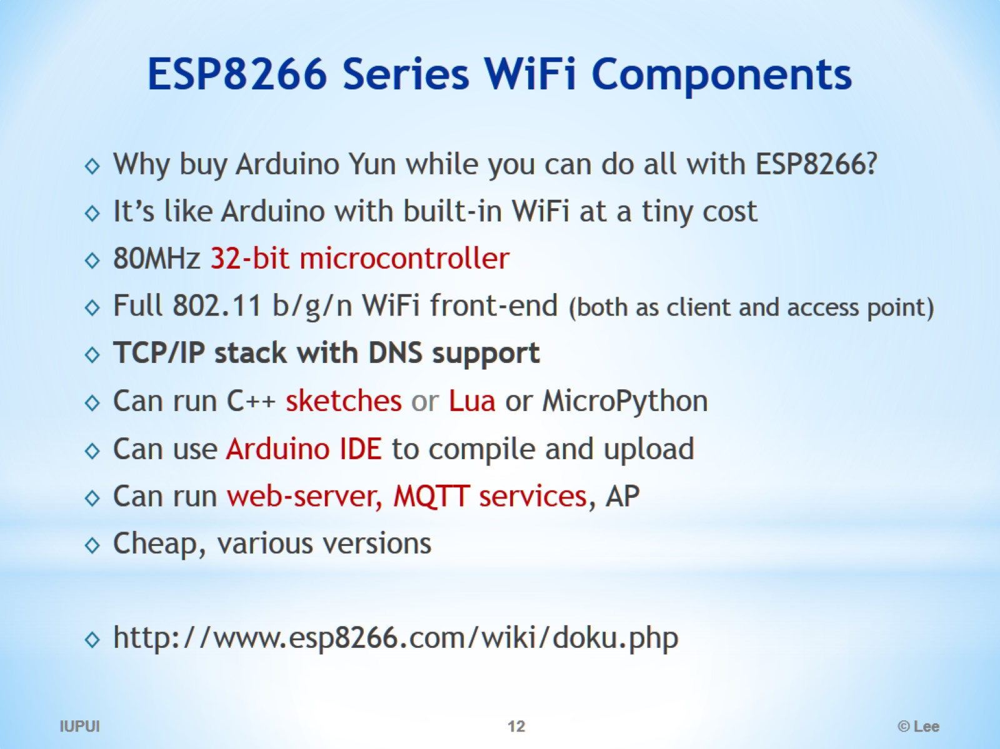 ESP8266 Series WiFi Components
◇ Why buy Arduino Yun while you can do all with ESP8266?
◇ It’s like Arduino with built-in WiFi at a tiny cost
◇ 80MHz 32-bit microcontroller
◇ Full 802.11 b/g/n WiFi front-end (both as client and access point)
◇ TCP/IP stack with DNS support
◇ Can run C++ sketches or Lua or MicroPython
◇ Can use Arduino IDE to compile and upload
◇ Can run web-server, MQTT services, AP
◇ Cheap, various versions
◇ http://www.esp8266.com/wiki/doku.php
IUPUI 12 © Lee